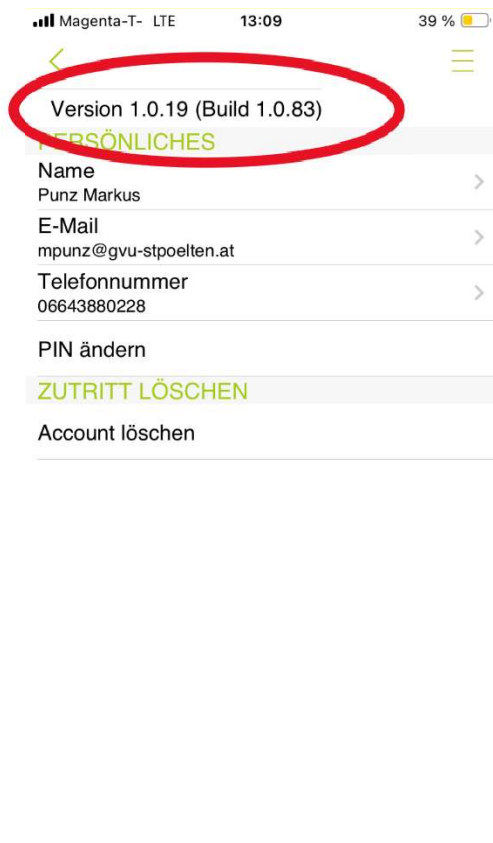 Magenta-T- LTE 13:09 39 %
Version 1.0.19 (Build 1.0.83)
PERSÖNLICHES
Name
Punz Markus
E-Mail
mpunz@gvu-stpoelten.at
Telefonnummer
06643880228
PIN ändern
ZUTRITT LÖSCHEN
Account löschen